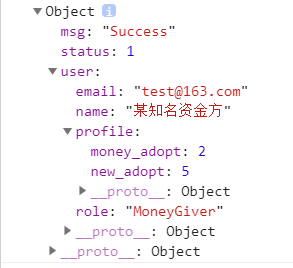 Object i
msg: "Success"
status: 1
user:
email: "test@163.com"
name: "某知名资金方"
profile:
money_adopt: 2
new_adopt: 5
__proto__: Object
role: "MoneyGiver"
__proto__: Object
__proto__: Object